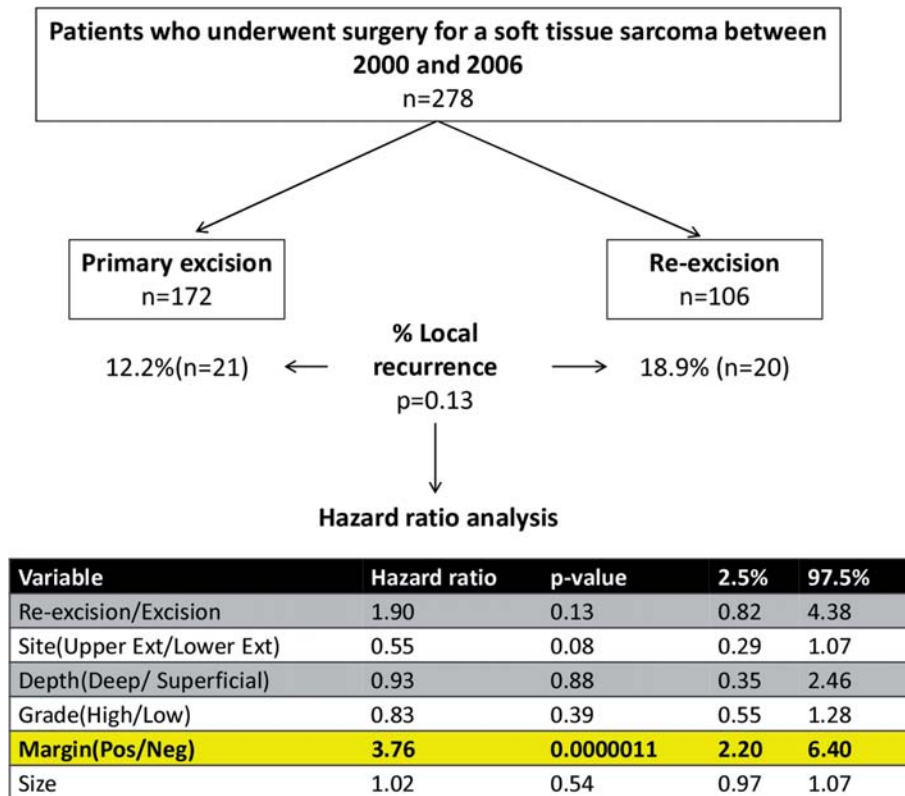 Patients who underwent surgery for a soft tissue sarcoma between
2000 and 2006
n=278
Primary excision
n=172
Re-excision
n=106
% Local
recurrence
p=0.13
12.2%(n=21)
18.9% (n=20)
Hazard ratio analysis
Variable Hazard ratio p-value 2.5% 97.5%
Re-excision/Excision 1.90 0.13 0.82 4.38
Site(Upper Ext/Lower Ext) 0.55 0.08 0.29 1.07
Depth(Deep/ Superficial) 0.93 0.88 0.35 2.46
Grade(High/Low) 0.83 0.39 0.55 1.28
Margin(Pos/Neg) 3.76 0.0000011 2.20 6.40
Size 1.02 0.54 0.97 1.07